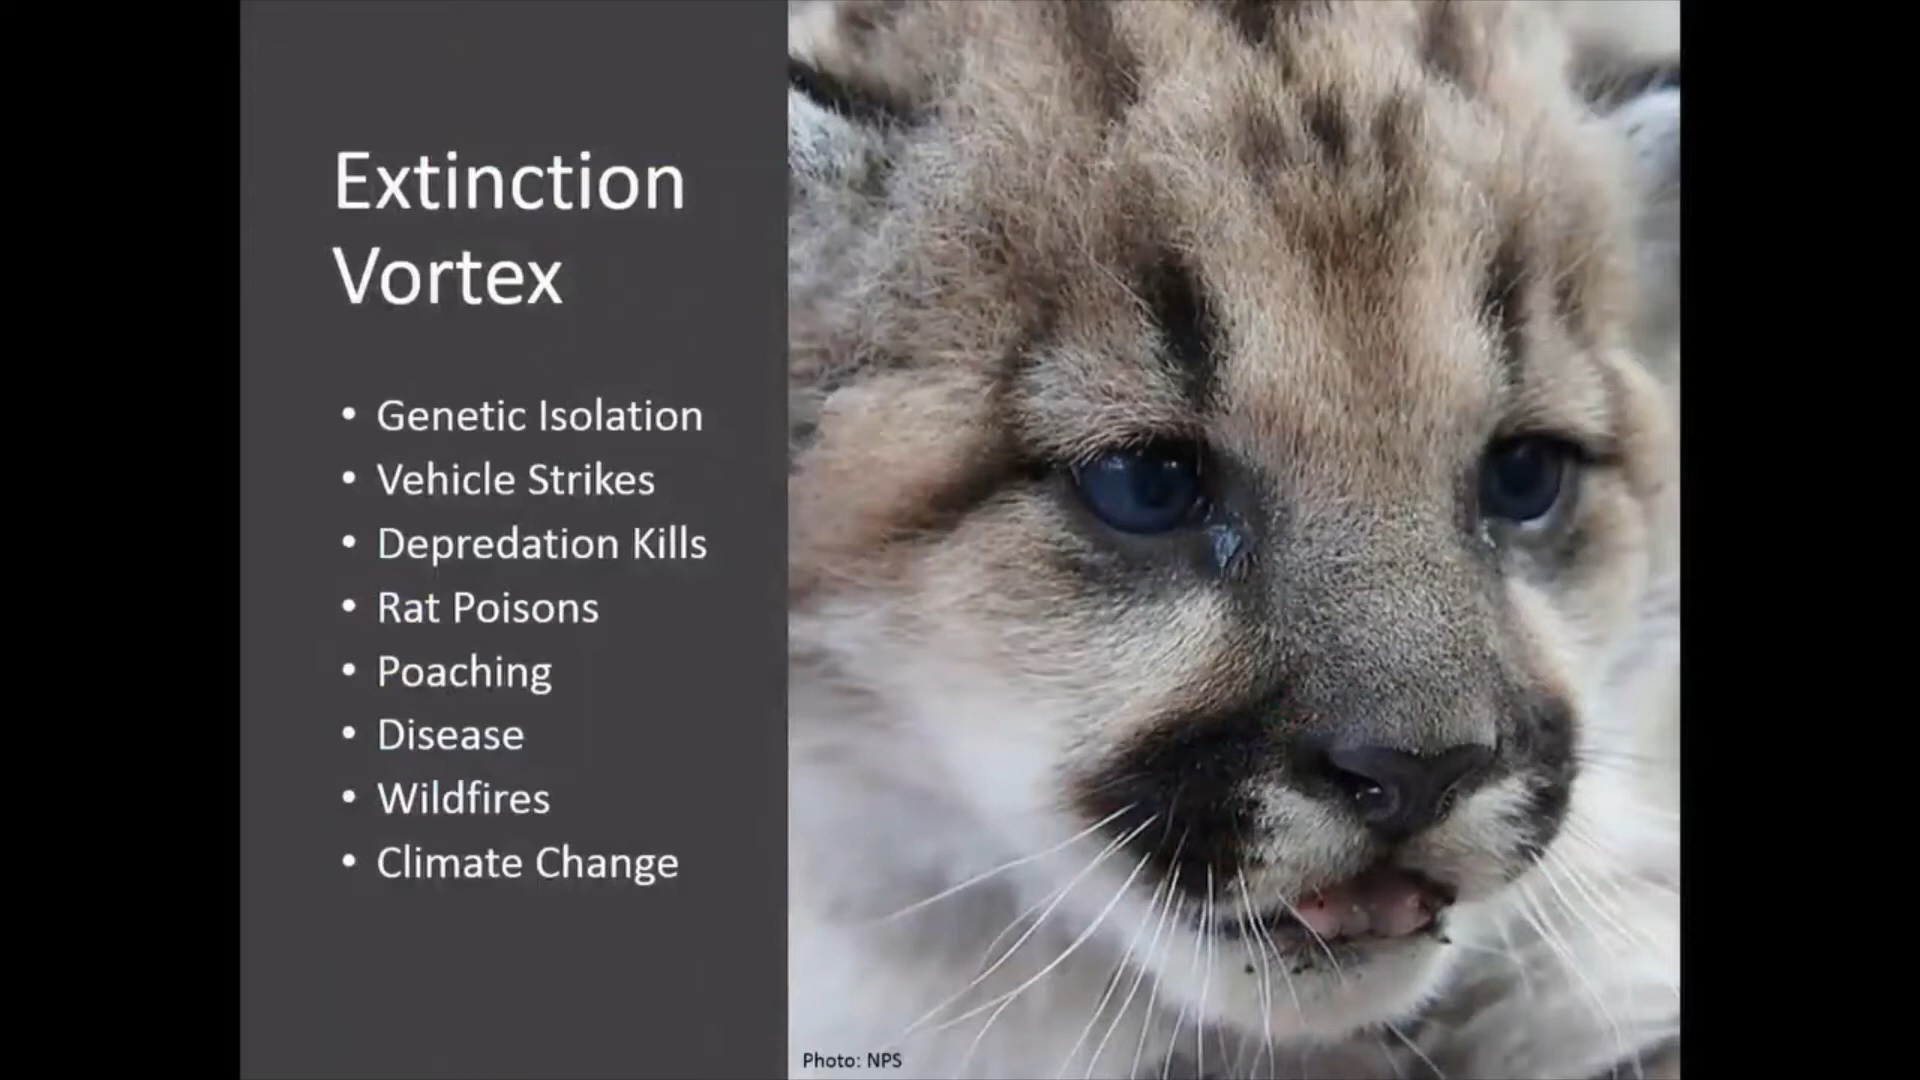 Extinction
Vortex
• Genetic Isolation
• Vehicle Strikes
• Depredation Kills
• Rat Poisons
• Poaching
• Disease
• Wildfires
• Climate Change
Photo: NPS